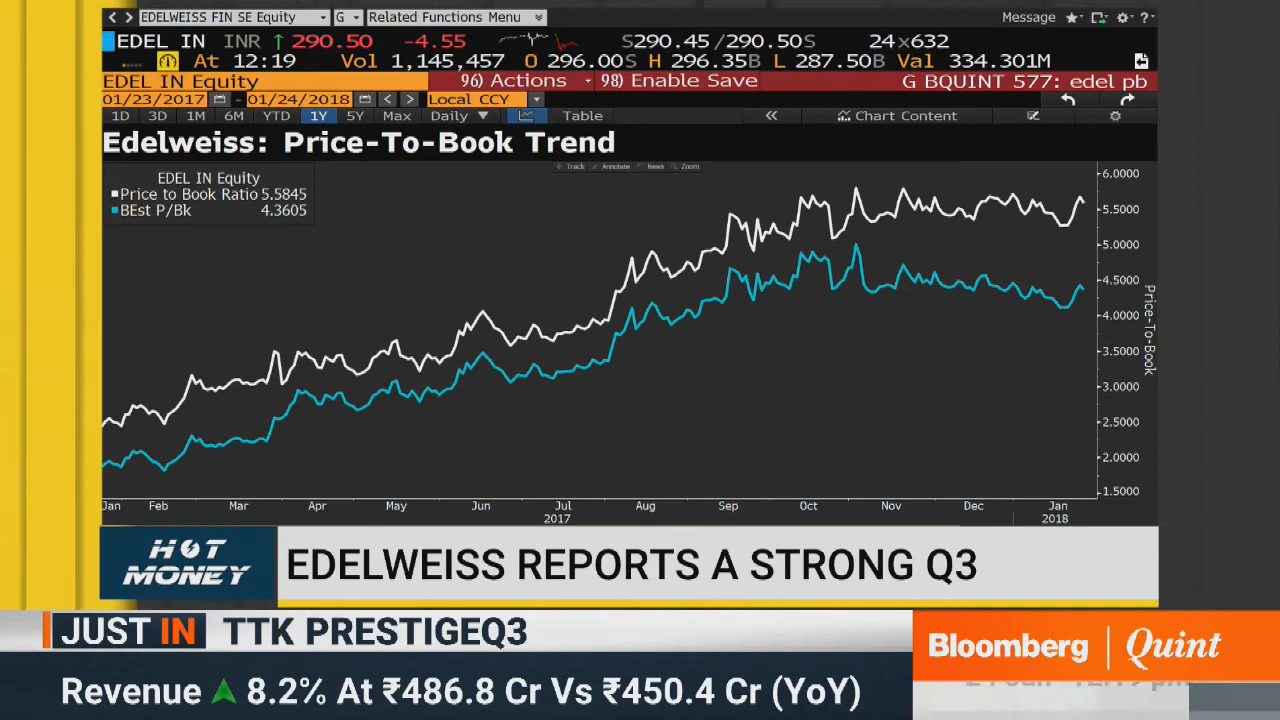 EDELWEISS FIN SE Equity G Related Functions Menu Message ?
EDEL IN INR ↑ 290.50 -4.55 S290.45/290.50S 24×632
At 12:19 Vol 1,145,457 O 296.00S H 296.35B L 287.50B Val 334.301M
EDEL IN Equity 96) Actions 98) Enable Save G BQUINT 577: edel pb
01/23/2017 - 01/24/2018 Local CCY
1D 3D 1M 6M YTD 1Y 5Y Max Daily ▼ Table « Chart Content
Edelweiss: Price-To-Book Trend
Track Annotate News Zoom
EDEL IN Equity
Price to Book Ratio 5.5845
BEst P/Bk 4.3605
6.0000
5.5000
5.0000
4.5000
4.0000
3.5000
3.0000
2.5000
2.0000
1.5000
Price-To-Book
Jan Feb Mar Apr May Jun Jul Aug Sep Oct Nov Dec Jan
2017 2018
HOT
MONEY
EDELWEISS REPORTS A STRONG Q3
JUST IN TTK PRESTIGEQ3
Bloomberg | Quint
Revenue ▲ 8.2% At ₹486.8 Cr Vs ₹450.4 Cr (YoY)